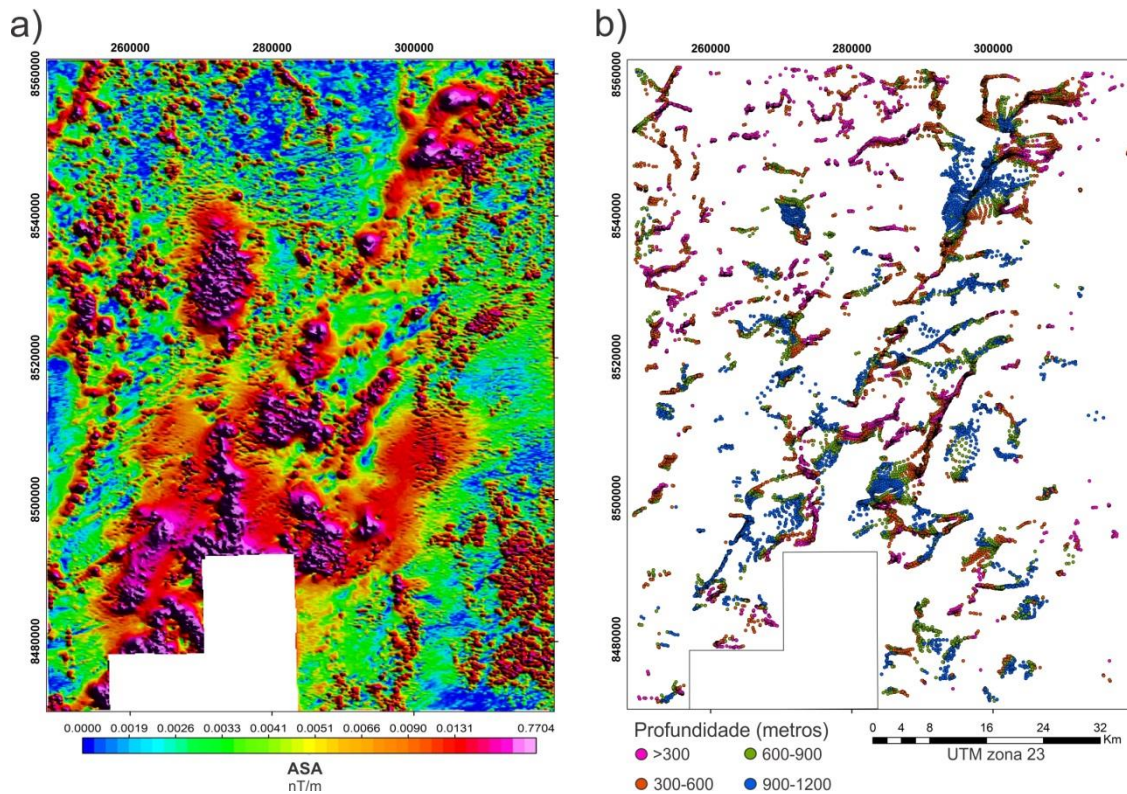 a)
260000 280000 300000
8560000
8540000
8520000
8500000
8480000
0.0000 0.0019 0.0026 0.0033 0.0041 0.0051 0.0066 0.0090 0.0131 0.7704
ASA
nT/m
b)
260000 280000 300000
8560000
8540000
8520000
8500000
8480000
Profundidade (metros)
>300 600-900
300-600 900-1200
0 2 4 8 16 24 32
Km
UTM zona 23